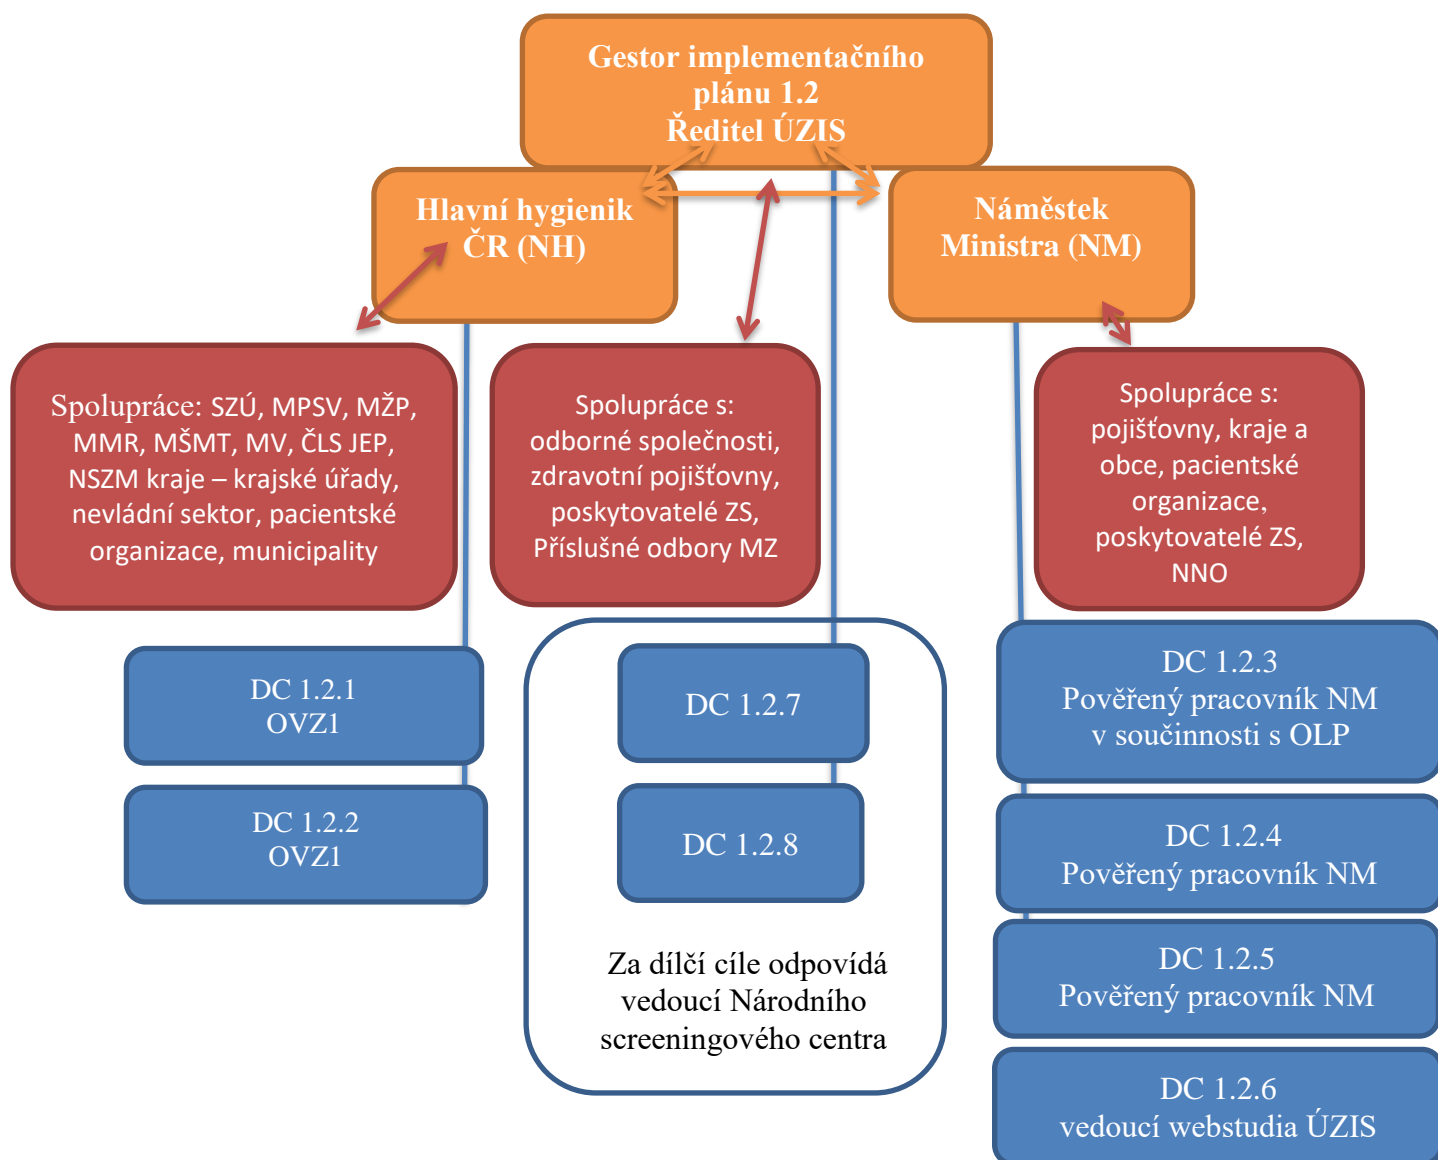 Gestor implementačního
plánu 1.2
Ředitel ÚZIS
Hlavní hygienik
ČR (NH)
Náměstek
Ministra (NM)
Spolupráce: SZÚ, MPSV, MŽP,
MMR, MŠMT, MV, ČLS JEP,
NSZM kraje – krajské úřady,
nevládní sektor, pacientské
organizace, municipality
Spolupráce s:
odborné společnosti,
zdravotní pojišťovny,
poskytovatelé ZS,
Příslušné odbory MZ
Spolupráce s:
pojišťovny, kraje a
obce, pacientské
organizace,
poskytovatelé ZS,
NNO
DC 1.2.1
OVZ1
DC 1.2.2
OVZ1
DC 1.2.7
DC 1.2.8
Za dílčí cíle odpovídá
vedoucí Národního
screeningového centra
DC 1.2.3
Pověřený pracovník NM
v součinnosti s OLP
DC 1.2.4
Pověřený pracovník NM
DC 1.2.5
Pověřený pracovník NM
DC 1.2.6
vedoucí webstudia ÚZIS